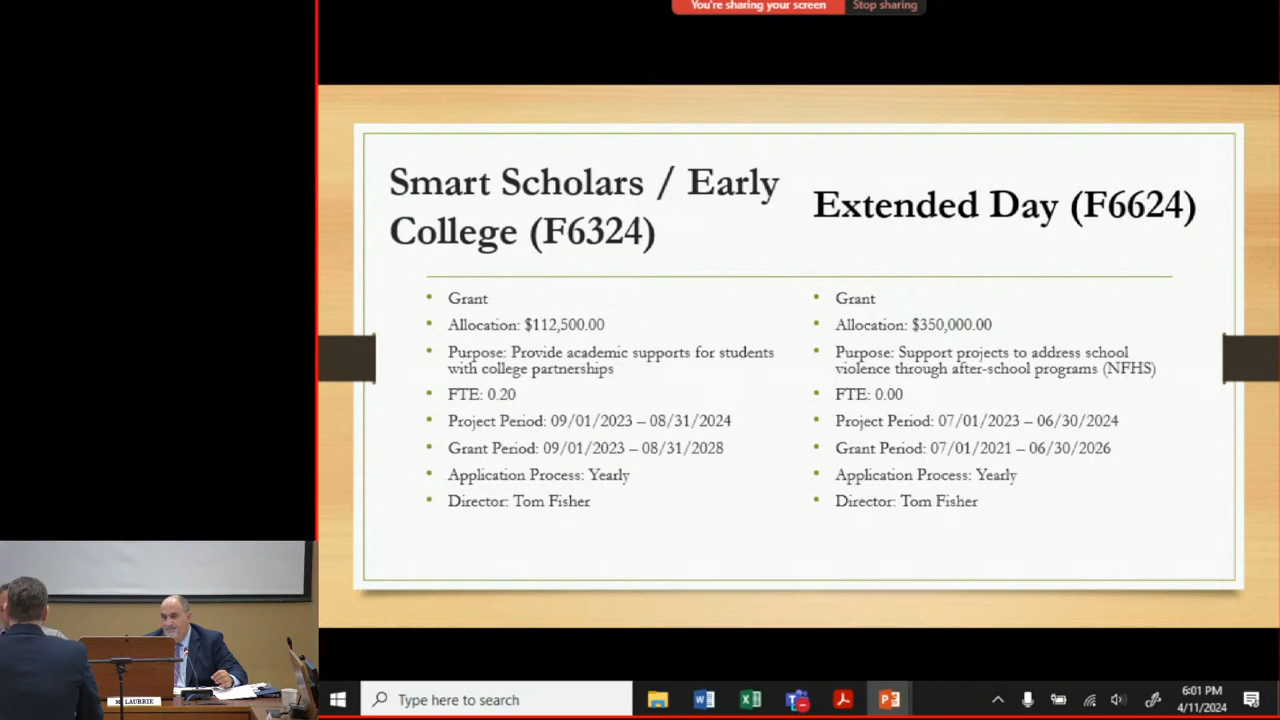 You're sharing your screen
Stop sharing
Smart Scholars / Early
College (F6324)
Grant
Allocation: $112,500.00
Purpose: Provide academic supports for students
with college partnerships
FTE: 0.20
Project Period: 09/01/2023 – 08/31/2024
Grant Period: 09/01/2023 – 08/31/2028
Application Process: Yearly
Director: Tom Fisher
Extended Day (F6624)
Grant
Allocation: $350,000.00
Purpose: Support projects to address school
violence through after-school programs (NFHS)
FTE: 0.00
Project Period: 07/01/2023 – 06/30/2024
Grant Period: 07/01/2021 – 06/30/2026
Application Process: Yearly
Director: Tom Fisher
LAURRIE
Type here to search
6:01 PM
4/11/2024